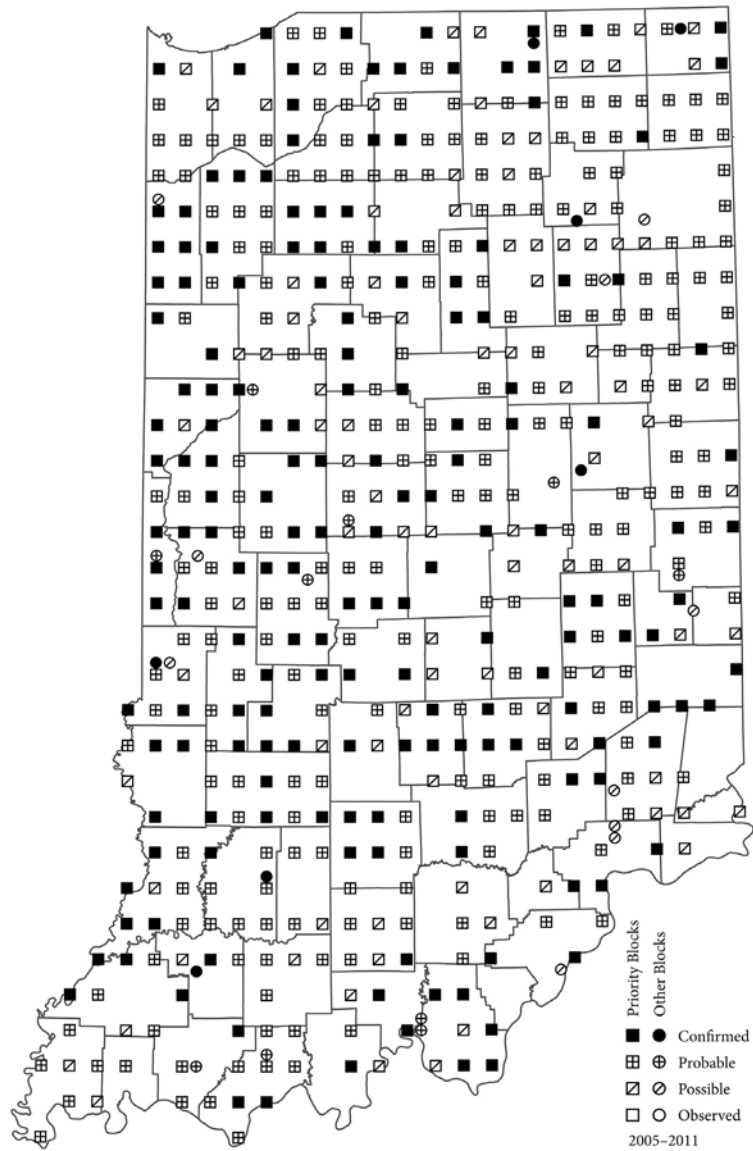 Priority Blocks
Other Blocks
Confirmed
Probable
Possible
Observed
2005–2011